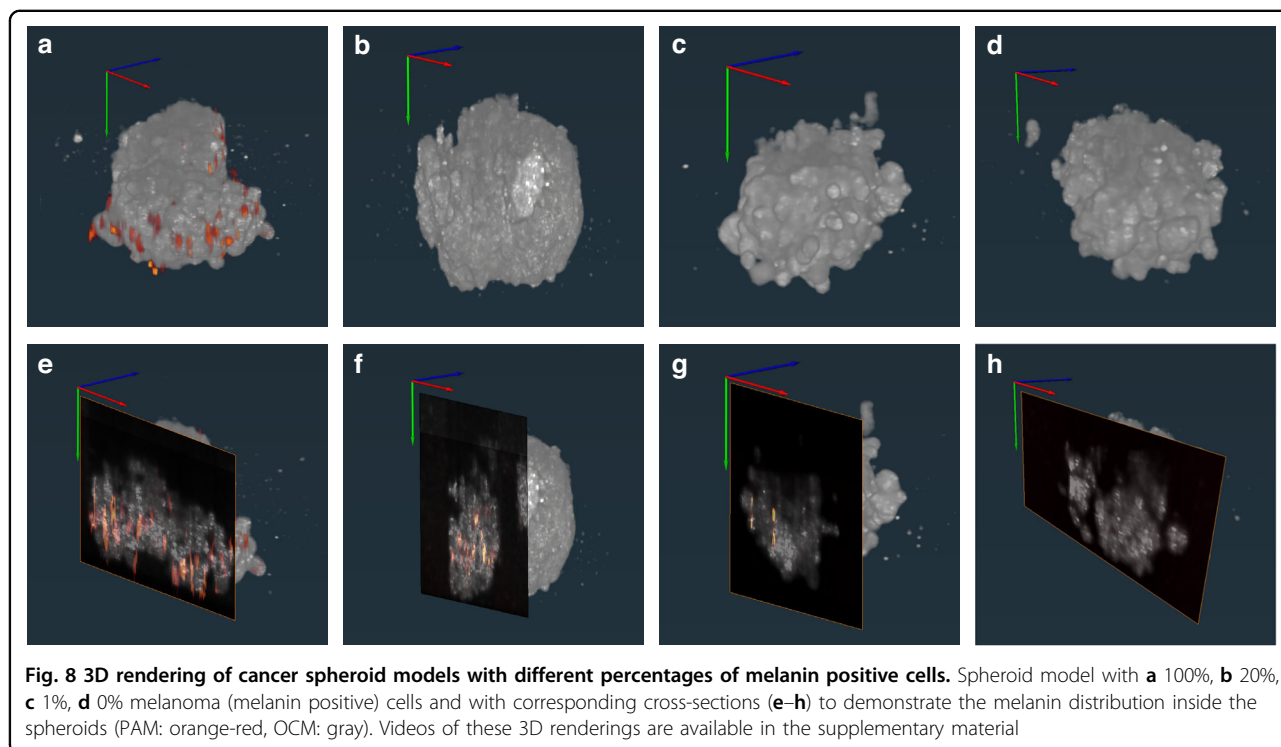 a
b
c
d
e
f
g
h
Fig. 8 3D rendering of cancer spheroid models with different percentages of melanin positive cells. Spheroid model with a 100%, b 20%,
c 1%, d 0% melanoma (melanin positive) cells and with corresponding cross-sections (e–h) to demonstrate the melanin distribution inside the
spheroids (PAM: orange-red, OCM: gray). Videos of these 3D renderings are available in the supplementary material